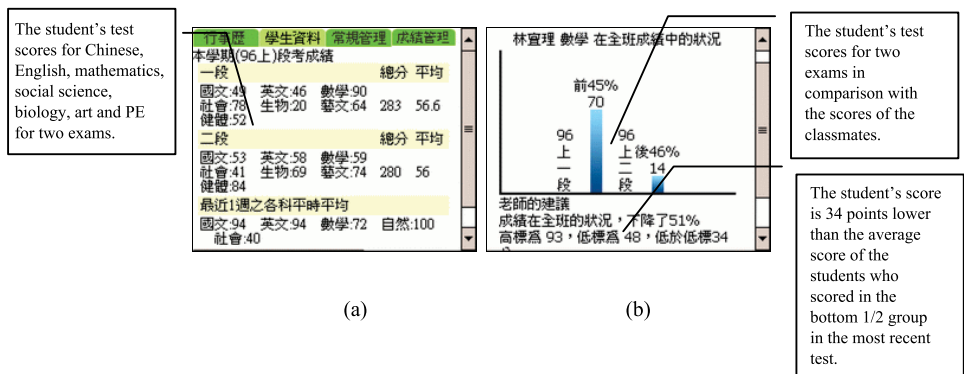 The student's test
scores for Chinese,
English, mathematics,
social science,
biology, art and PE
for two exams.
行事歷 學生資料 常規管理 成績管理
本學期(96上)段考成績
一段 總分 平均
國文:49 英文:46 數學:90
社會:78 生物:20 藝文:64 283 56.6
健體:52
二段 總分 平均
國文:53 英文:58 數學:59
社會:41 生物:69 藝文:74 280 56
健體:84
最近1週之各科平時平均
國文:94 英文:94 數學:72 自然:100
社會:40
(a)
林宜理 數學 在全班成績中的狀況
前45%
70
96上一段
96上二段
後46%
14
老師的建議
成績在全班的狀況，下降了51%
高標為 93，低標為 48，低於低標34
(b)
The student's test
scores for two
exams in
comparison with
the scores of the
classmates.
The student's score
is 34 points lower
than the average
score of the
students who
scored in the
bottom 1/2 group
in the most recent
test.